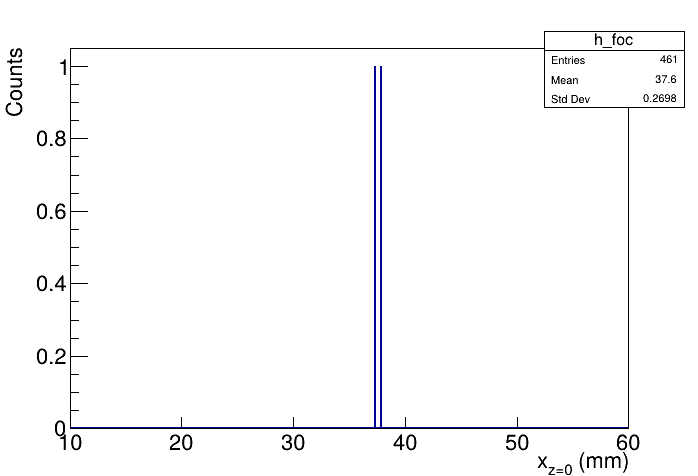 h_foc
Entries 461
Mean 37.6
Std Dev 0.2698
Counts
1
0.8
0.6
0.4
0.2
0
10 20 30 40 50 60
x_{z=0} (mm)